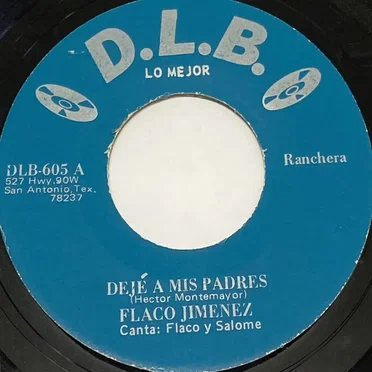 D.L.B.
LO MEJOR
DLB-605 A
527 Hwy. 90W
San Antonio, Tex.
78237
Ranchera
DEJÉ A MIS PADRES
(Hector Montemayor)
FLACO JIMENEZ
Canta: Flaco y Salome